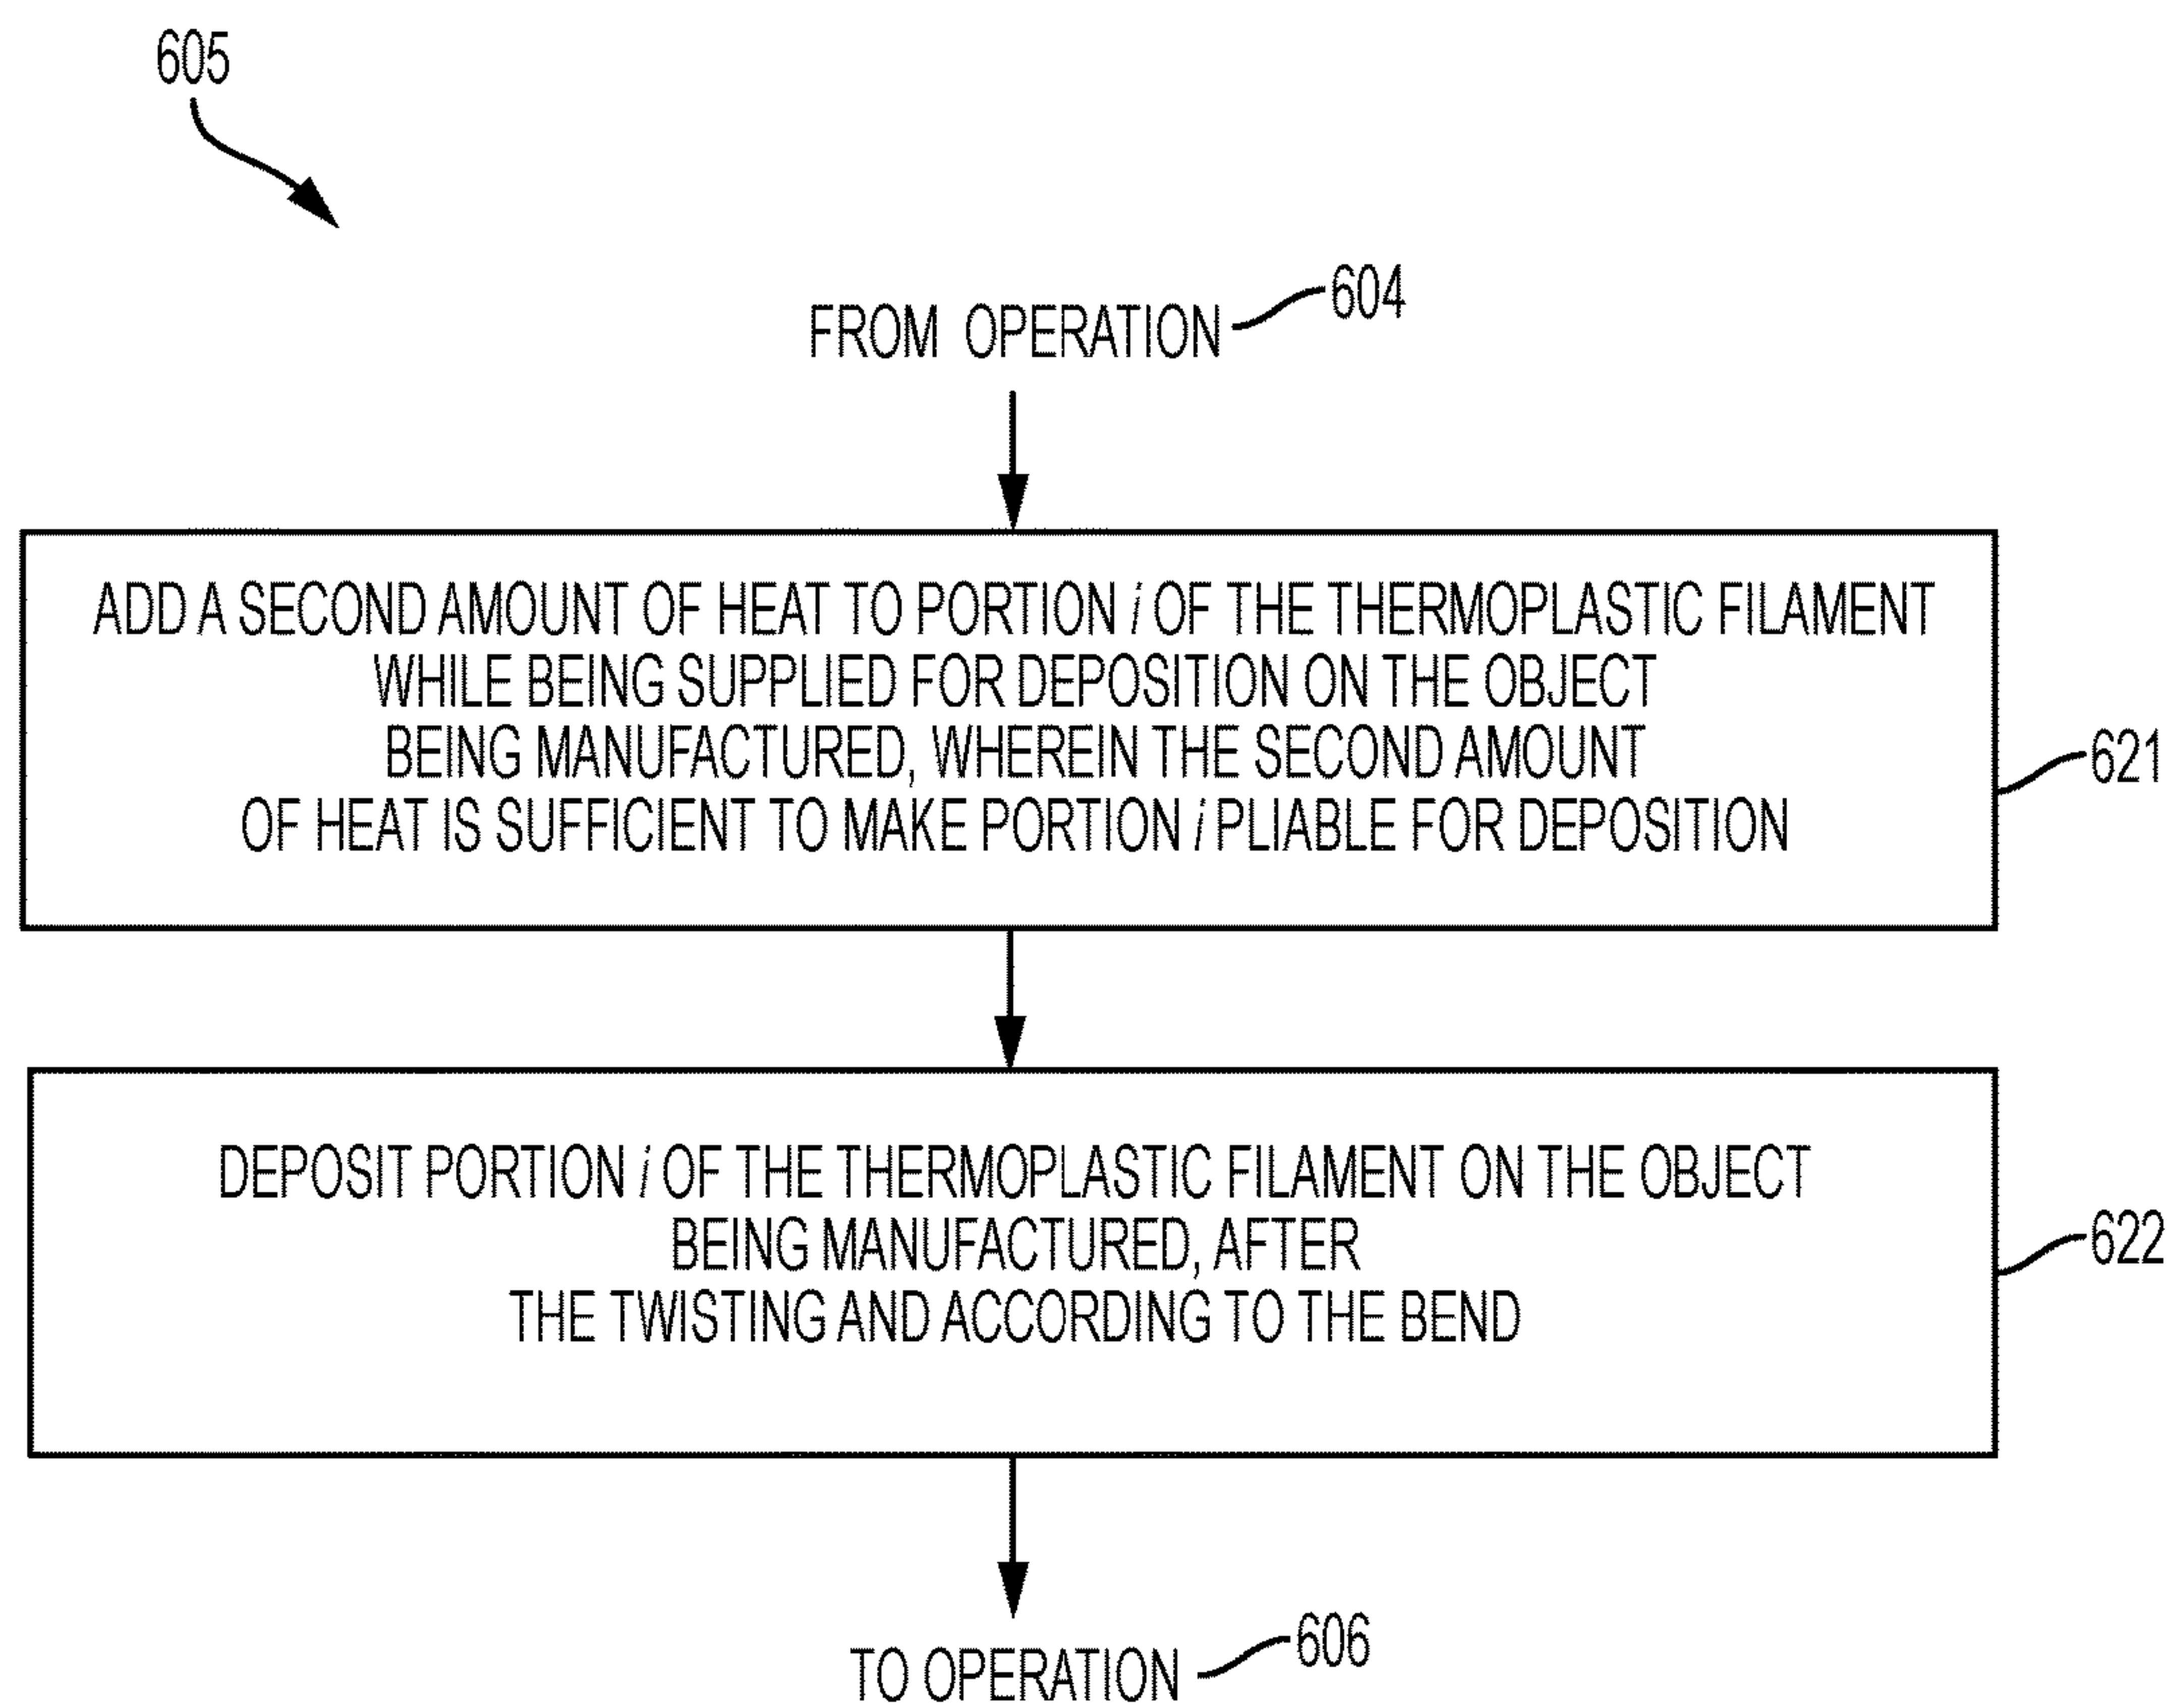 605
FROM OPERATION 604
ADD A SECOND AMOUNT OF HEAT TO PORTION i OF THE THERMOPLASTIC FILAMENT
WHILE BEING SUPPLIED FOR DEPOSITION ON THE OBJECT
BEING MANUFACTURED, WHEREIN THE SECOND AMOUNT
OF HEAT IS SUFFICIENT TO MAKE PORTION i PLIABLE FOR DEPOSITION
621
DEPOSIT PORTION i OF THE THERMOPLASTIC FILAMENT ON THE OBJECT
BEING MANUFACTURED, AFTER
THE TWISTING AND ACCORDING TO THE BEND
622
TO OPERATION 606